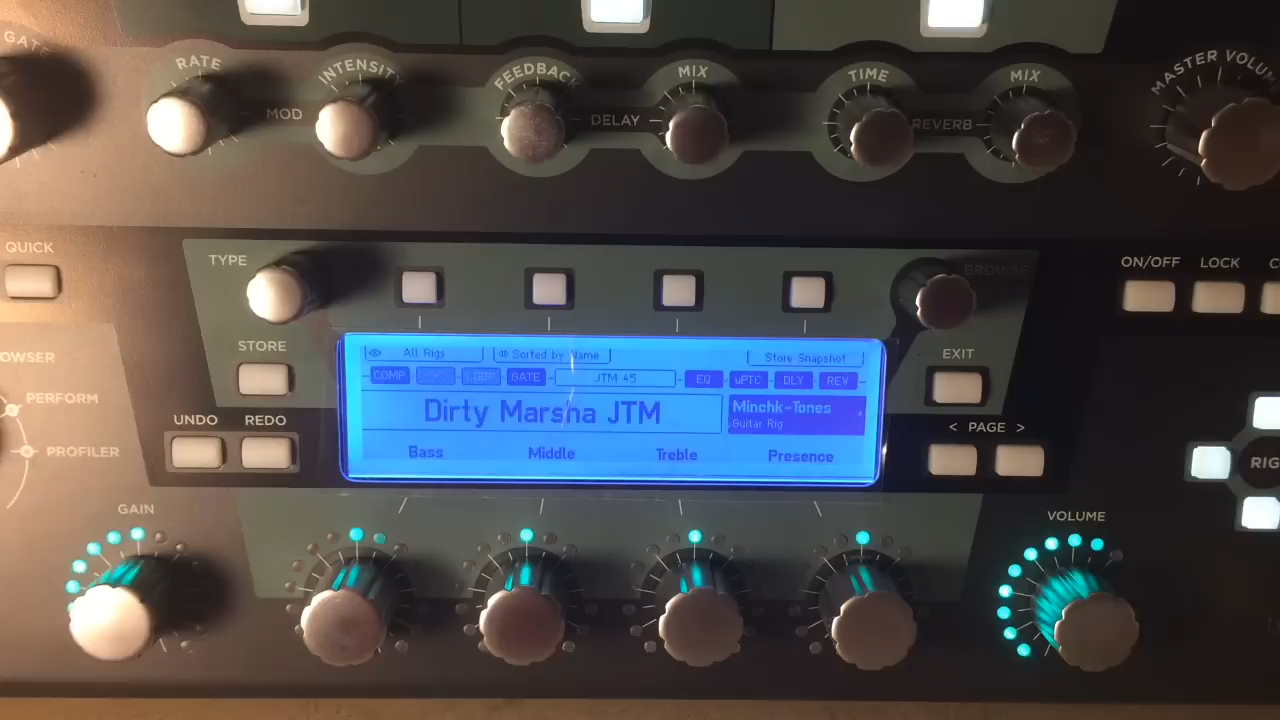 GATE
RATE
INTENSITY
MOD
FEEDBACK
MIX
DELAY
TIME
MIX
REVERB
MASTER VOLUM
QUICK
TYPE
BROWSE
ON/OFF
LOCK
C
OWSER
PERFORM
PROFILER
STORE
EXIT
UNDO
REDO
< PAGE >
RIG
All Rigs
Sorted by Name
Store Snapshot
COMP
GATE
JTM 45
EQ
uPTC
DLY
REV
Dirty Marsha JTM
Minchk-Tones
Guitar Rig
Bass
Middle
Treble
Presence
GAIN
VOLUME